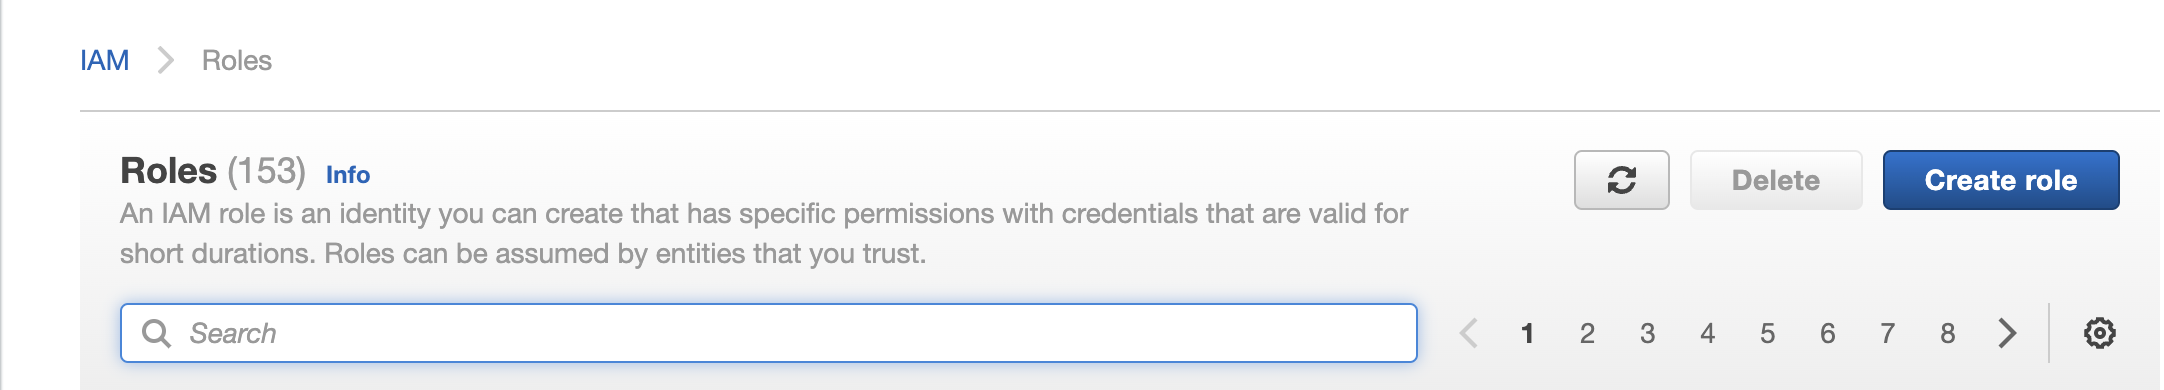 IAM Roles
Roles (153) Info
Delete
Create role
An IAM role is an identity you can create that has specific permissions with credentials that are valid for
short durations. Roles can be assumed by entities that you trust.
Search
1 2 3 4 5 6 7 8